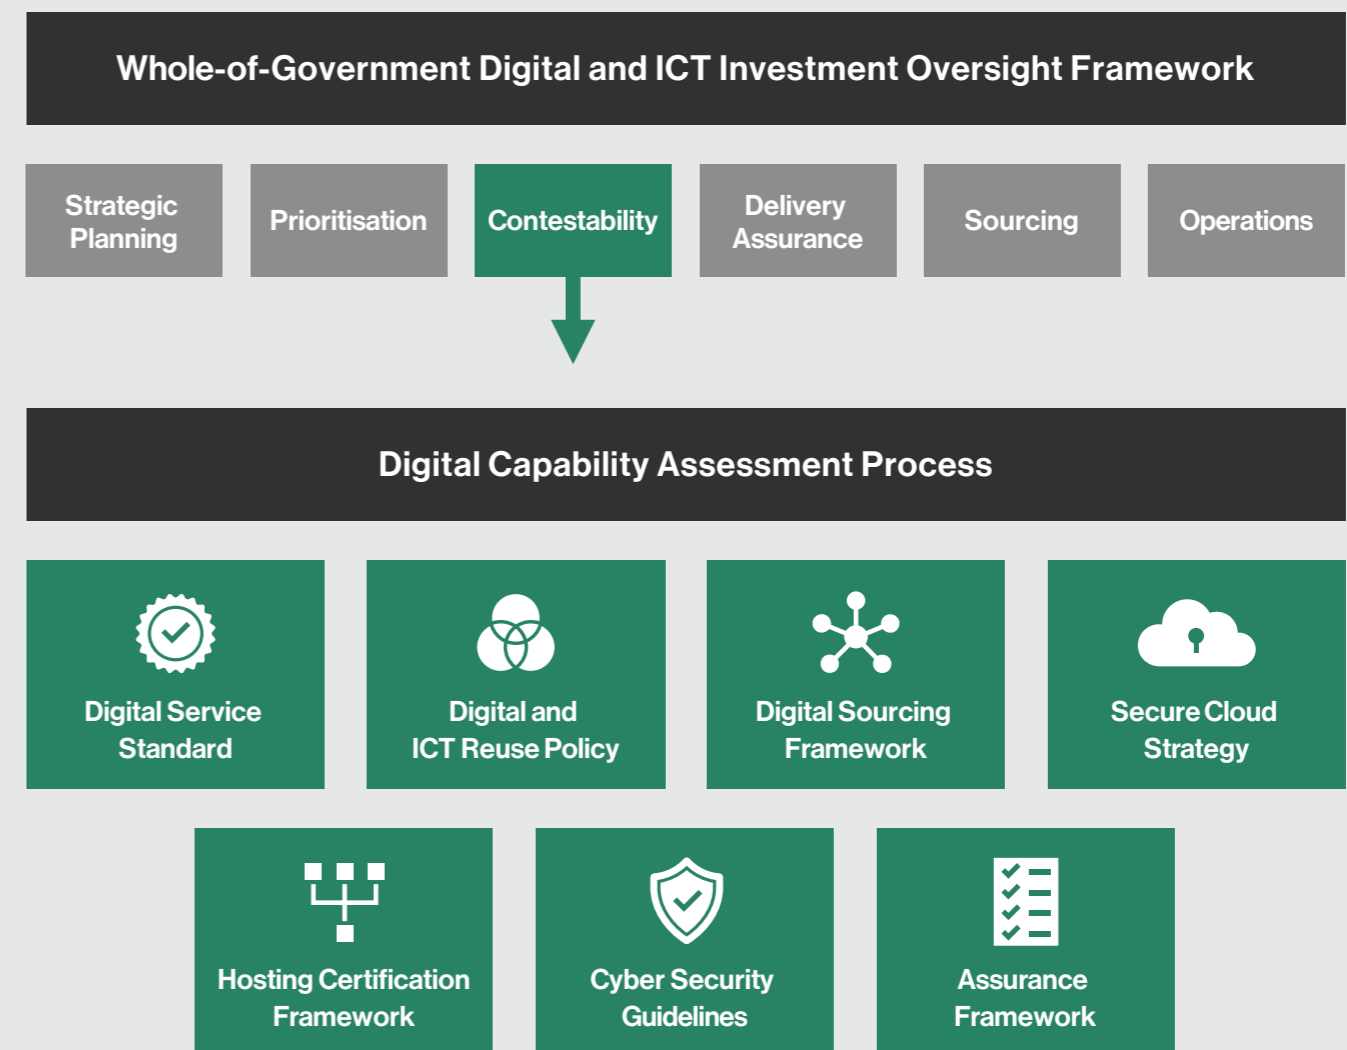 Whole-of-Government Digital and ICT Investment Oversight Framework
Strategic
Planning
Prioritisation
Contestability
Delivery
Assurance
Sourcing
Operations
Digital Capability Assessment Process
Digital Service
Standard
Digital and
ICT Reuse Policy
Digital Sourcing
Framework
Secure Cloud
Strategy
Hosting Certification
Framework
Cyber Security
Guidelines
Assurance
Framework